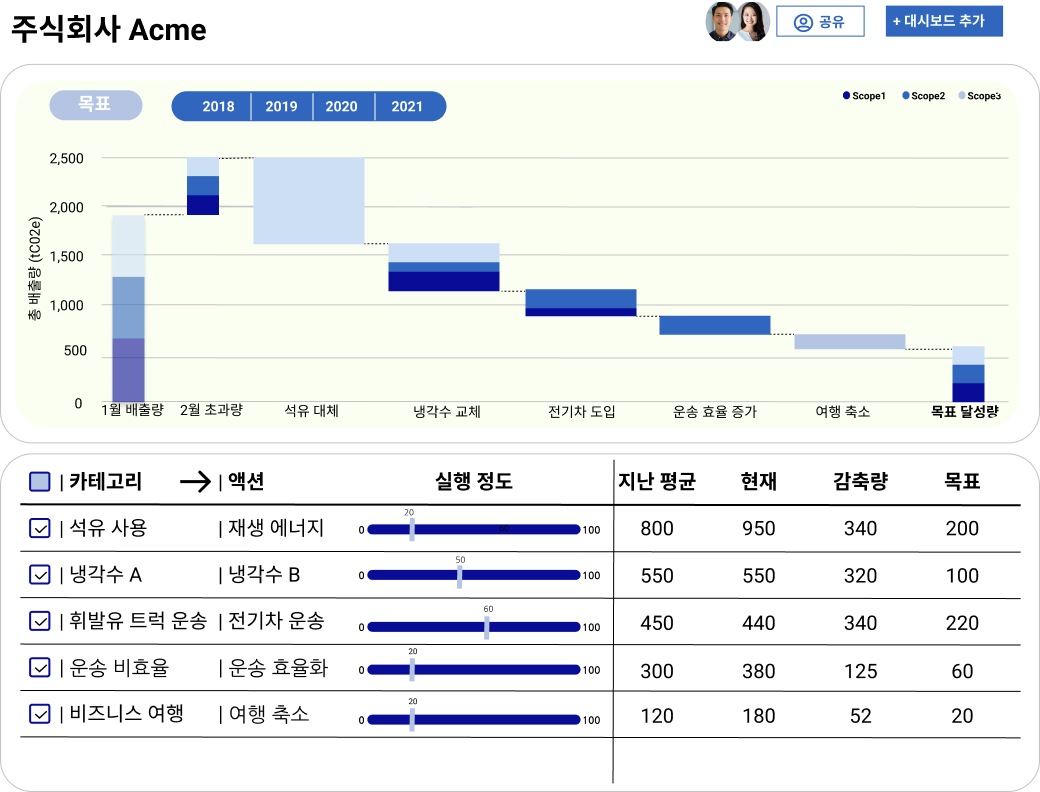 주식회사 Acme
공유
+ 대시보드 추가
목표
2018 2019 2020 2021
Scope1 Scope2 Scope3
총 배출량 (tC02e)
2,500
2,000
1,500
1,000
500
0
1월 배출량 2월 초과량 석유 대체 냉각수 교체 전기차 도입 운송 효율 증가 여행 축소 목표 달성량
| 카테고리 → | 액션 실행 정도 지난 평균 현재 감축량 목표
20
| 석유 사용 | 재생 에너지 0 60 100 800 950 340 200
50
| 냉각수 A | 냉각수 B 0 100 550 550 320 100
60
| 휘발유 트럭 운송 | 전기차 운송 0 100 450 440 340 220
20
| 운송 비효율 | 운송 효율화 0 100 300 380 125 60
20
| 비즈니스 여행 | 여행 축소 0 100 120 180 52 20